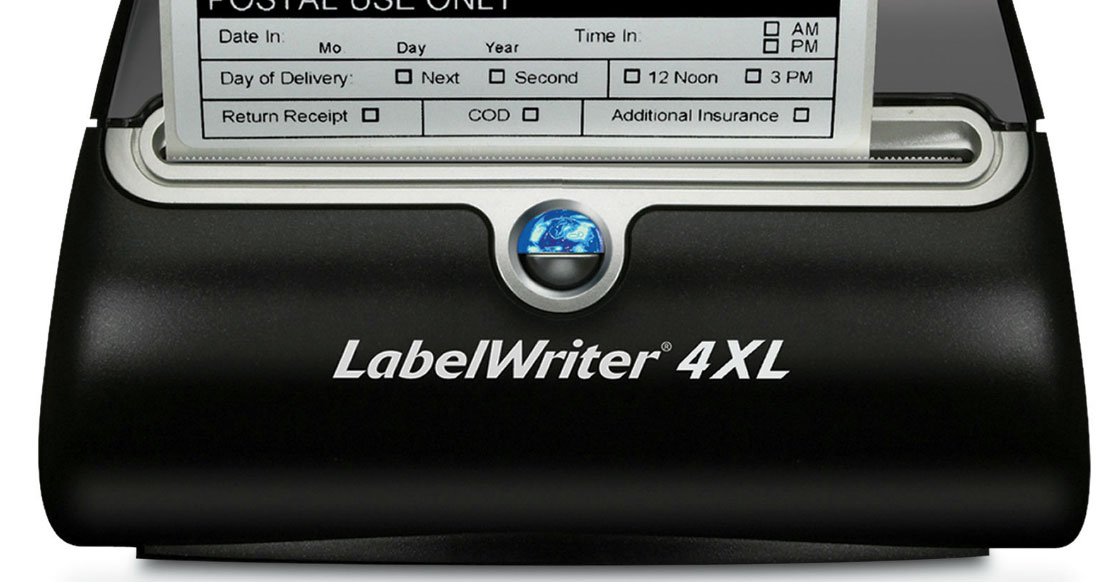 POSTAL USE ONLY
Date In: Mo Day Year Time In: AM
PM
Day of Delivery: Next Second 12 Noon 3 PM
Return Receipt COD Additional Insurance
LabelWriter® 4XL